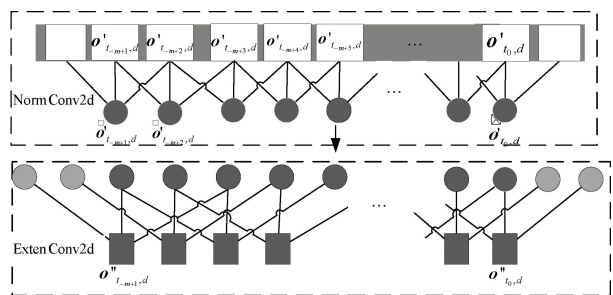 o'_{t_{-m+1},d} o'_{t_{-m+2},d} o'_{t_{-m+3},d} o'_{t_{-m+4},d} o'_{t_{-m+5},d} ... o'_{t_0,d}
Norm Conv2d ...
o'_{t_{-m+1},d} o'_{t_{-m+2},d} o'_{t_0,d}
...
Exten Conv2d
o''_{t_{-m+1},d} o''_{t_0,d}